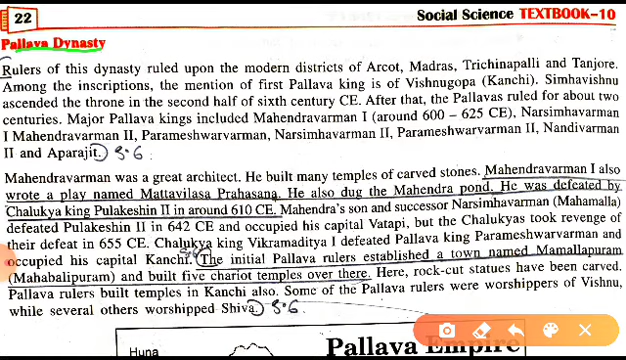 22
Social Science TEXTBOOK–10
Pallava Dynasty
Rulers of this dynasty ruled upon the modern districts of Arcot, Madras, Trichinapalli and Tanjore.
Among the inscriptions, the mention of first Pallava king is of Vishnugopa (Kanchi). Simhavishnu
ascended the throne in the second half of sixth century CE. After that, the Pallavas ruled for about two
centuries. Major Pallava kings included Mahendravarman I (around 600 – 625 CE), Narsimhavarman
I Mahendravarman II, Parameshwarvarman, Narsimhavarman II, Parameshwarvarman II, Nandivarman
II and Aparajit. 3·6
Mahendravarman was a great architect. He built many temples of carved stones. Mahendravarman I also
wrote a play named Mattavilasa Prahasana. He also dug the Mahendra pond. He was defeated by
Chalukya king Pulakeshin II in around 610 CE. Mahendra's son and successor Narsimhavarman (Mahamalla)
defeated Pulakeshin II in 642 CE and occupied his capital Vatapi, but the Chalukyas took revenge of
their defeat in 655 CE. Chalukya king Vikramaditya I defeated Pallava king Parameshwarvarman and
occupied his capital Kanchi. The initial Pallava rulers established a town named Mamallapuram
(Mahabalipuram) and built five chariot temples over there. Here, rock-cut statues have been carved.
Pallava rulers built temples in Kanchi also. Some of the Pallava rulers were worshippers of Vishnu,
while several others worshipped Shiva. 3·6
Huna
Pallava Empire